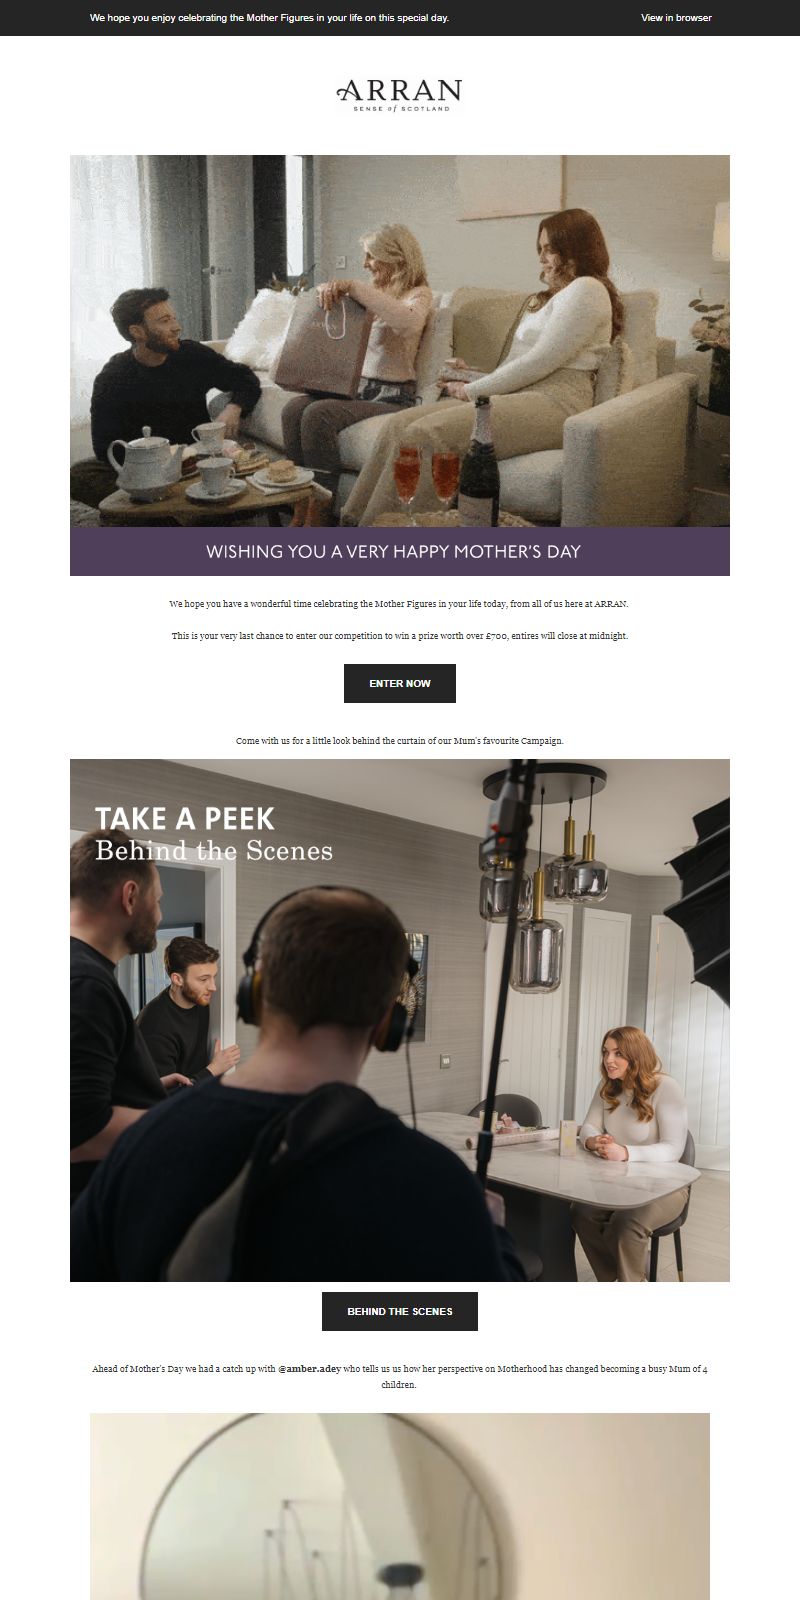 We hope you enjoy celebrating the Mother Figures in your life on this special day.
View in browser
ARRAN
SENSE of SCOTLAND
WISHING YOU A VERY HAPPY MOTHER'S DAY
We hope you have a wonderful time celebrating the Mother Figures in your life today, from all of us here at ARRAN.
This is your very last chance to enter our competition to win a prize worth over £700, entires will close at midnight.
ENTER NOW
Come with us for a little look behind the curtain of our Mum's favourite Campaign.
TAKE A PEEK
Behind the Scenes
BEHIND THE SCENES
Ahead of Mother's Day we had a catch up with @amber.adey who tells us us how her perspective on Motherhood has changed becoming a busy Mum of 4
children.